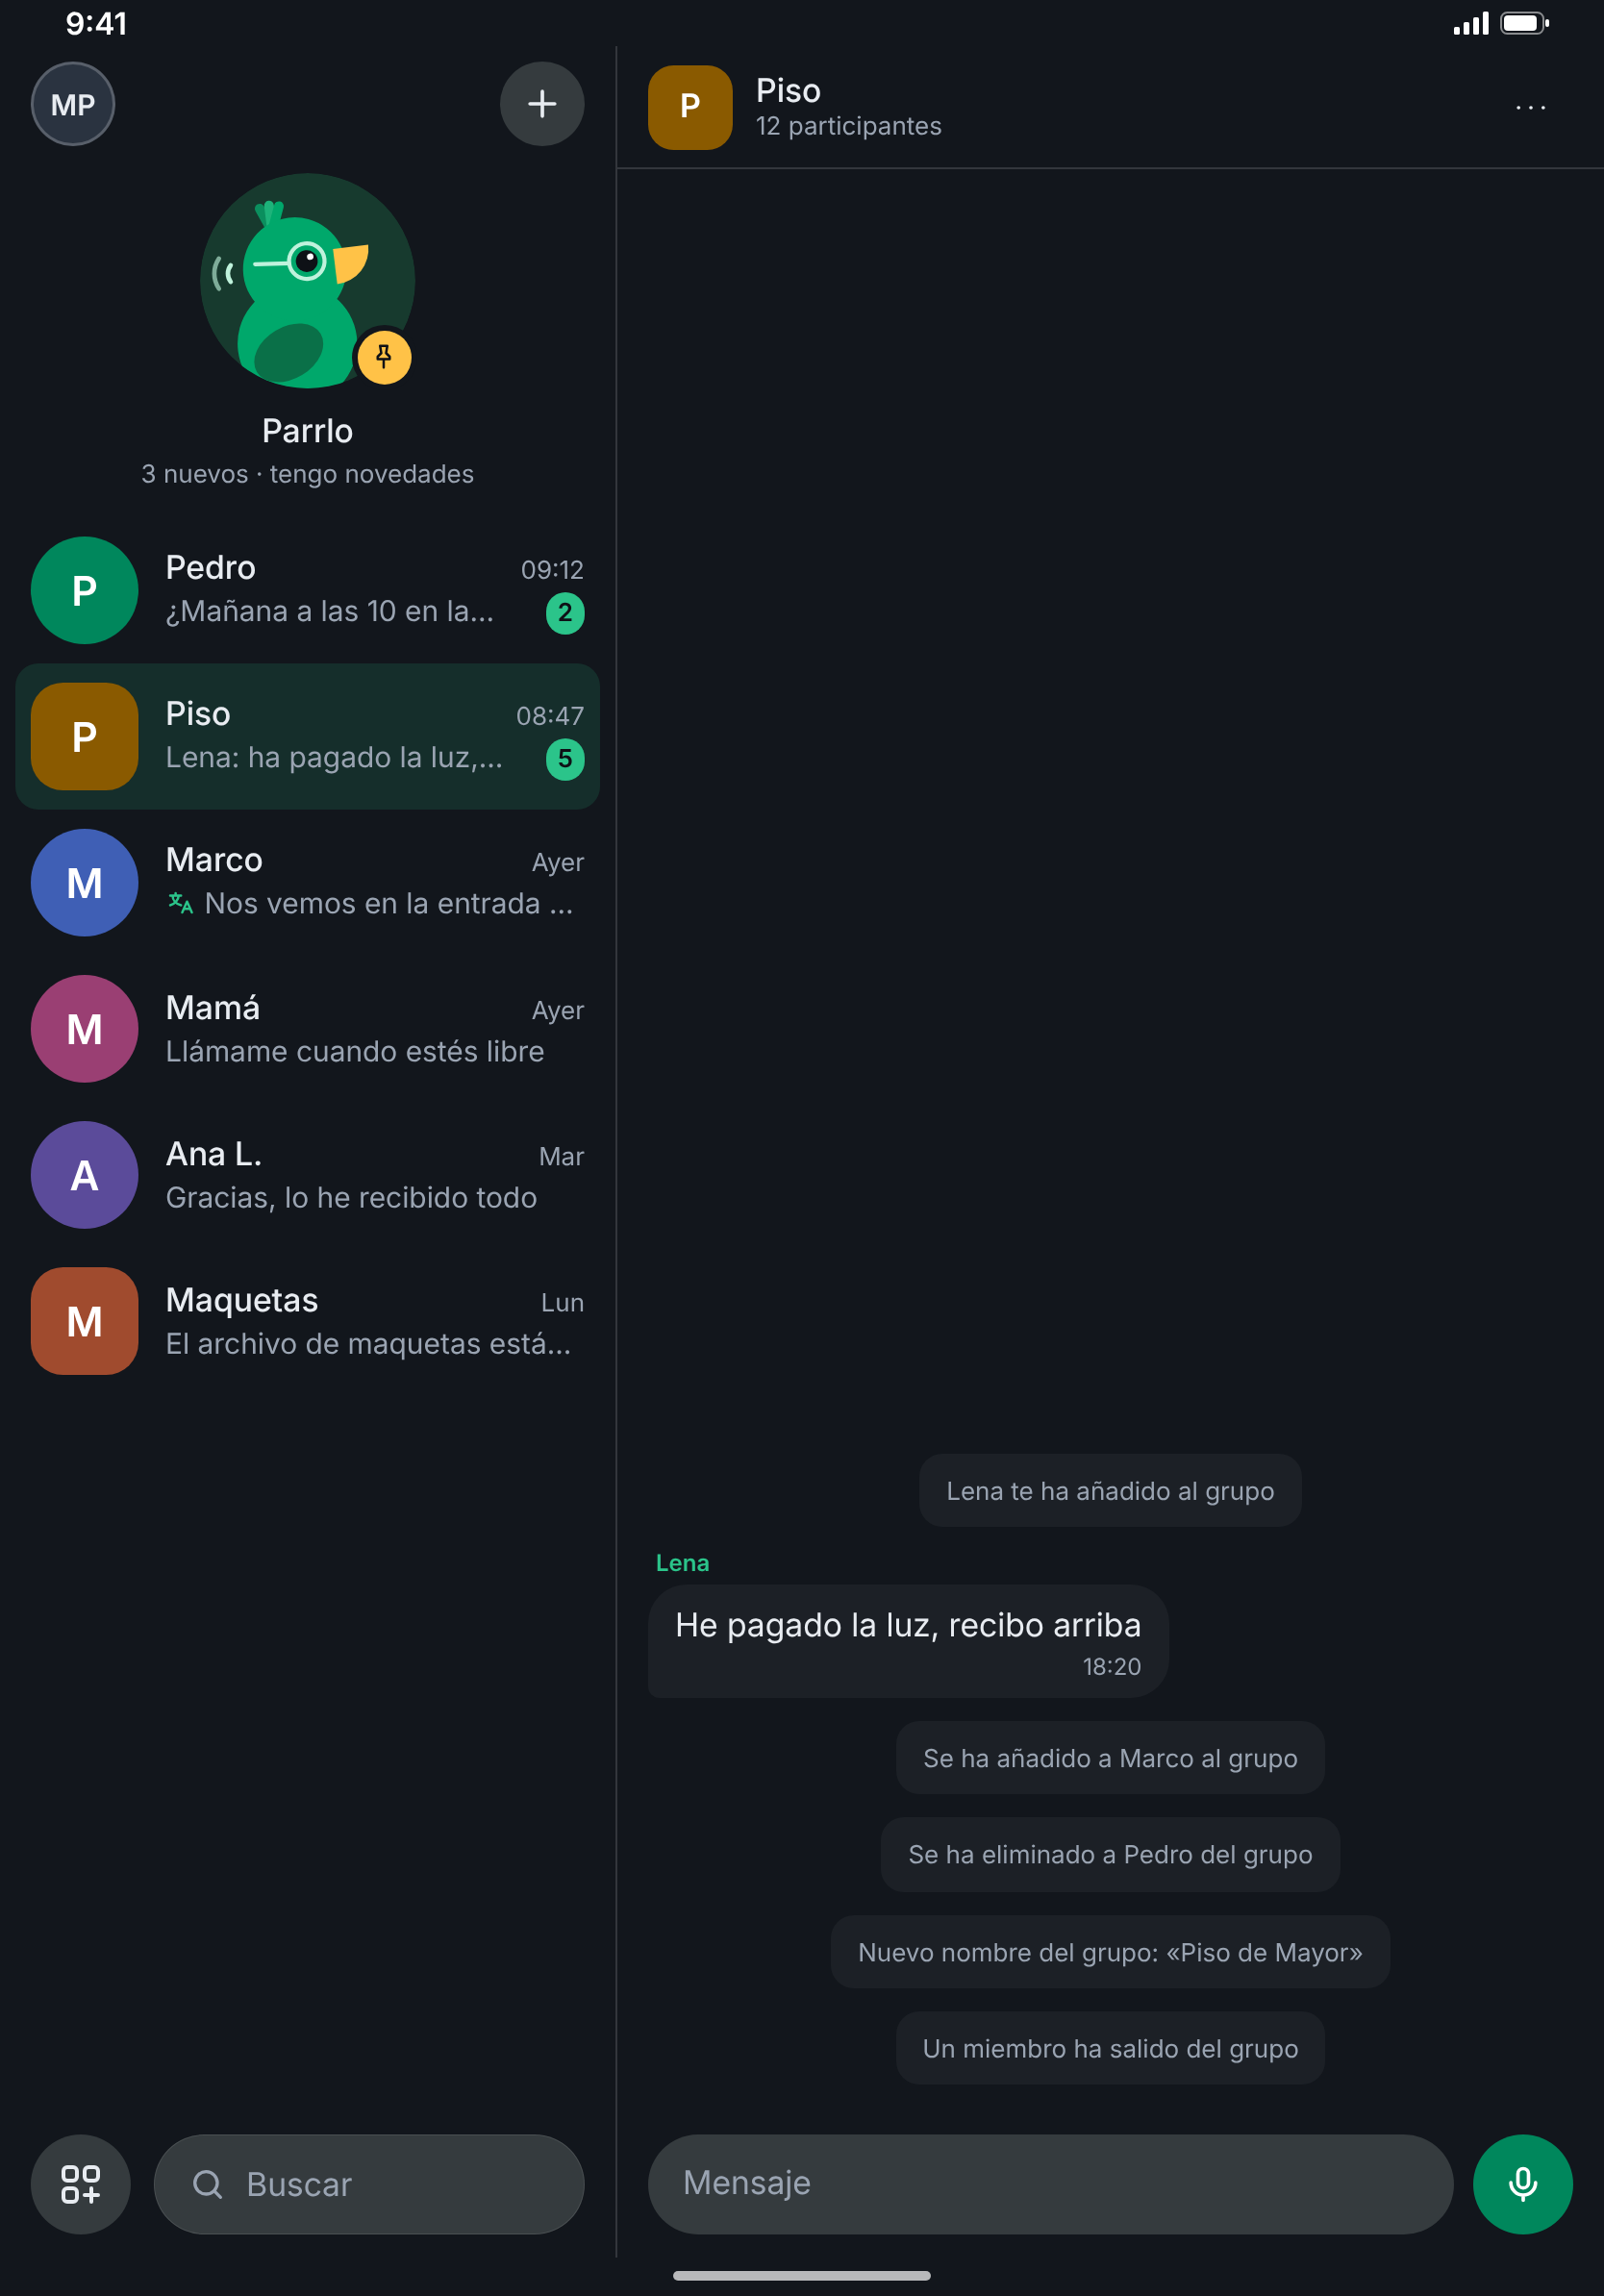 9:41
MP
Parrlo
3 nuevos · tengo novedades
P
Pedro
09:12
¿Mañana a las 10 en la...
2
P
Piso
08:47
Lena: ha pagado la luz,...
5
M
Marco
Ayer
Nos vemos en la entrada ...
M
Mamá
Ayer
Llámame cuando estés libre
A
Ana L.
Mar
Gracias, lo he recibido todo
M
Maquetas
Lun
El archivo de maquetas está...
Buscar
P
Piso
12 participantes
Lena te ha añadido al grupo
Lena
He pagado la luz, recibo arriba
18:20
Se ha añadido a Marco al grupo
Se ha eliminado a Pedro del grupo
Nuevo nombre del grupo: «Piso de Mayor»
Un miembro ha salido del grupo
Mensaje